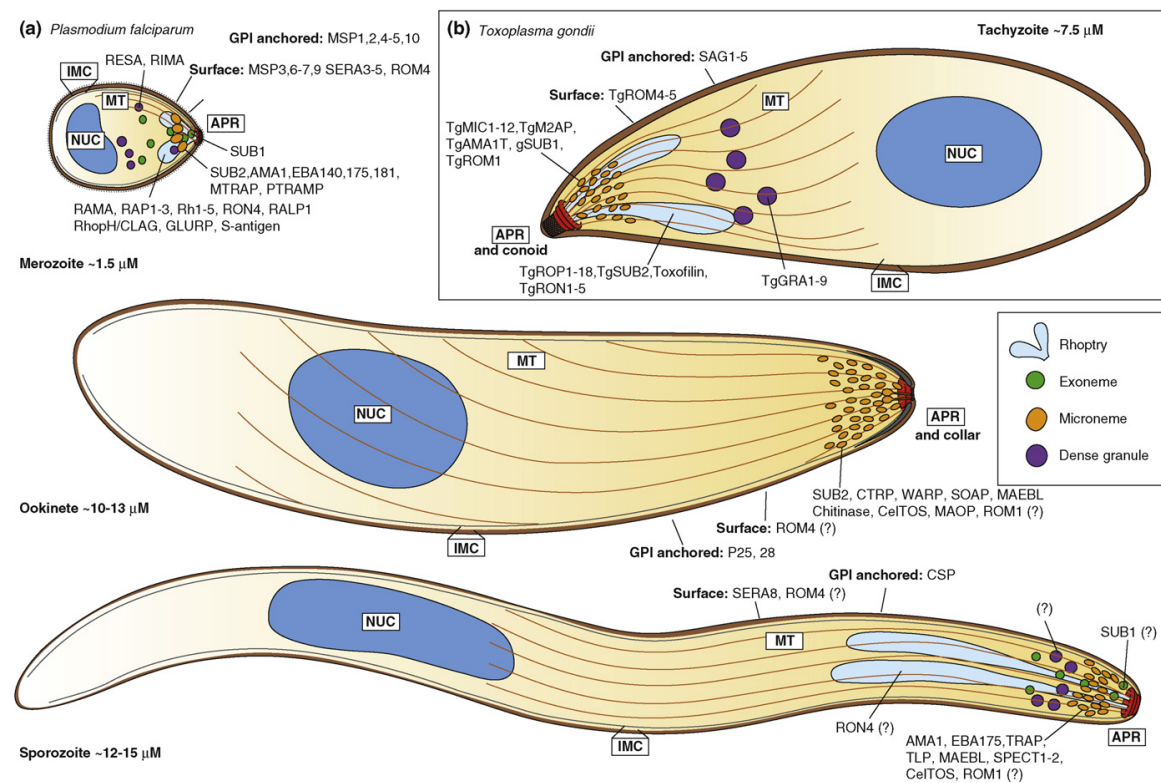 (a) Plasmodium falciparum
GPI anchored: MSP1,2,4-5,10
RESA, RIMA
Surface: MSP3,6-7,9 SERA3-5, ROM4
IMC
MT
NUC
APR
SUB1
SUB2,AMA1,EBA140,175,181,
MTRAP, PTRAMP
RAMA, RAP1-3, Rh1-5, RON4, RALP1
RhopH/CLAG, GLURP, S-antigen
Merozoite ~1.5 μM
(b) Toxoplasma gondii
Tachyzoite ~7.5 μM
GPI anchored: SAG1-5
Surface: TgROM4-5
MT
TgMIC1-12,TgM2AP,
TgAMA1T, gSUB1,
TgROM1
NUC
APR
and conoid
TgROP1-18,TgSUB2,Toxofilin,
TgRON1-5
TgGRA1-9
IMC
Rhoptry
Exoneme
Microneme
Dense granule
MT
NUC
APR
and collar
SUB2, CTRP, WARP, SOAP, MAEBL
Chitinase, CelTOS, MAOP, ROM1 (?)
Ookinete ~10-13 μM
Surface: ROM4 (?)
IMC
GPI anchored: P25, 28
GPI anchored: CSP
Surface: SERA8, ROM4 (?)
(?)
SUB1 (?)
NUC
MT
RON4 (?)
APR
AMA1, EBA175,TRAP,
TLP, MAEBL, SPECT1-2,
CelTOS, ROM1 (?)
IMC
Sporozoite ~12-15 μM